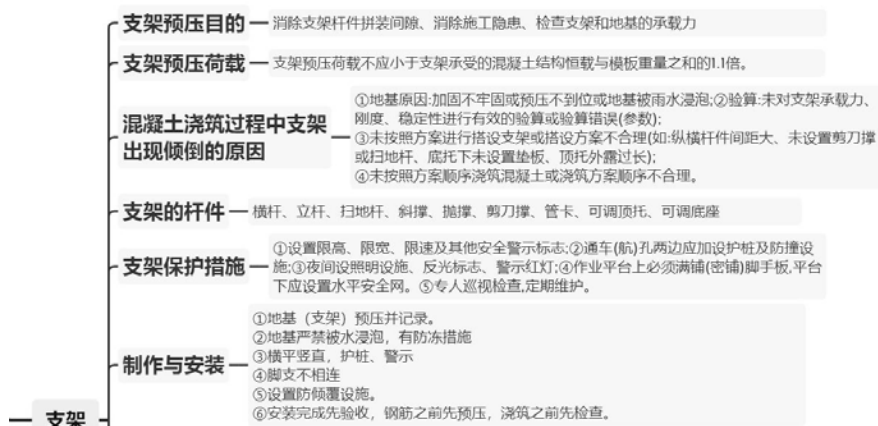 支架预压目的
消除支架杆件拼装间隙、消除施工隐患、检查支架和地基的承载力
支架预压荷载
支架预压荷载不应小于支架承受的混凝土结构恒载与模板重量之和的1.1倍。
混凝土浇筑过程中支架
出现倾倒的原因
①地基原因:加固不牢固或预压不到位或地基被雨水浸泡;②验算:未对支架承载力、
刚度、稳定性进行有效的验算或验算错误(参数);
③未按照方案进行搭设支架或搭设方案不合理(如:纵横杆件间距大、未设置剪刀撑
或扫地杆、底托下未设置垫板、顶托外露过长);
④未按照方案顺序浇筑混凝土或浇筑方案顺序不合理。
支架的杆件
横杆、立杆、扫地杆、斜撑、抛撑、剪刀撑、管卡、可调顶托、可调底座
支架保护措施
①设置限高、限宽、限速及其他安全警示标志;②通车(航)孔两边应加设护桩及防撞设
施;③夜间设照明设施、反光标志、警示红灯;④作业平台上必须满铺(密铺)脚手板,平台
下应设置水平安全网。⑤专人巡视检查,定期维护。
制作与安装
①地基（支架）预压并记录。
②地基严禁被水浸泡，有防冻措施
③横平竖直，护桩、警示
④脚支不相连
⑤设置防倾覆设施。
⑥安装完成先验收，钢筋之前先预压，浇筑之前先检查。
支架